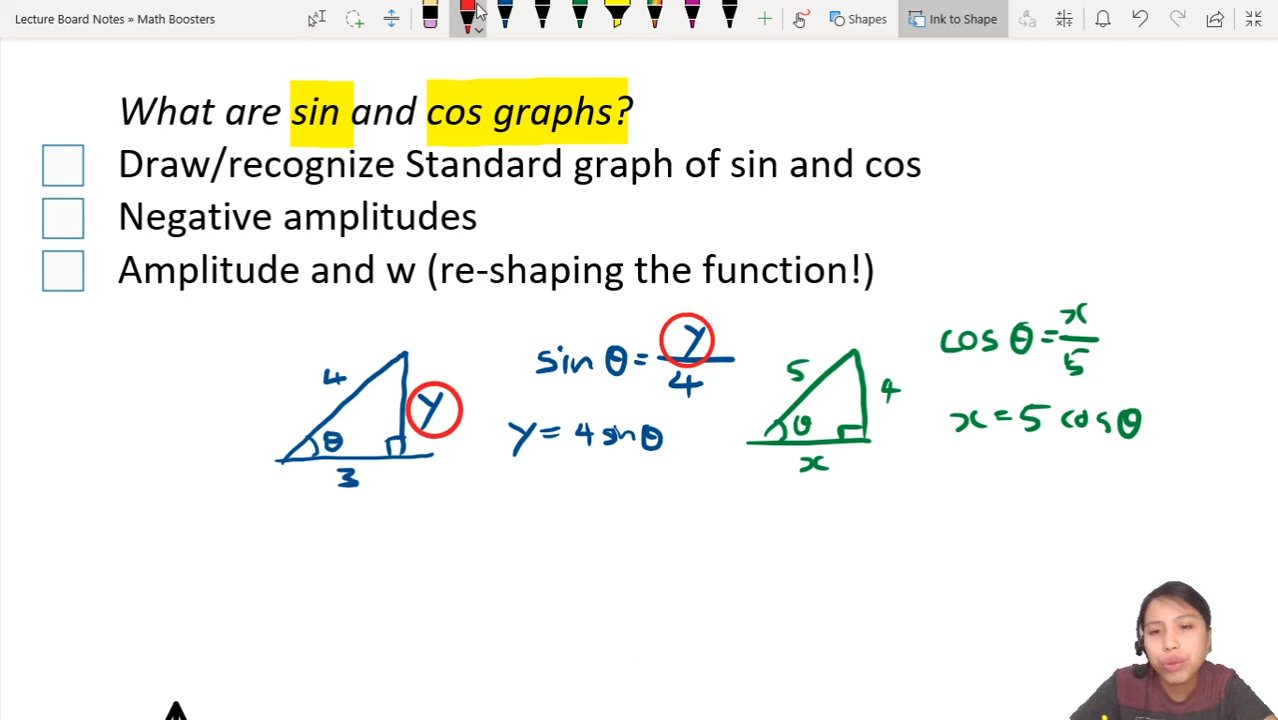 Lecture Board Notes » Math Boosters
Shapes
Ink to Shape
What are sin and cos graphs?
Draw/recognize Standard graph of sin and cos
Negative amplitudes
Amplitude and w (re-shaping the function!)
4
y
θ
3
sin θ = y/4
y = 4 sin θ
5
4
θ
x
cos θ = x/5
x = 5 cos θ